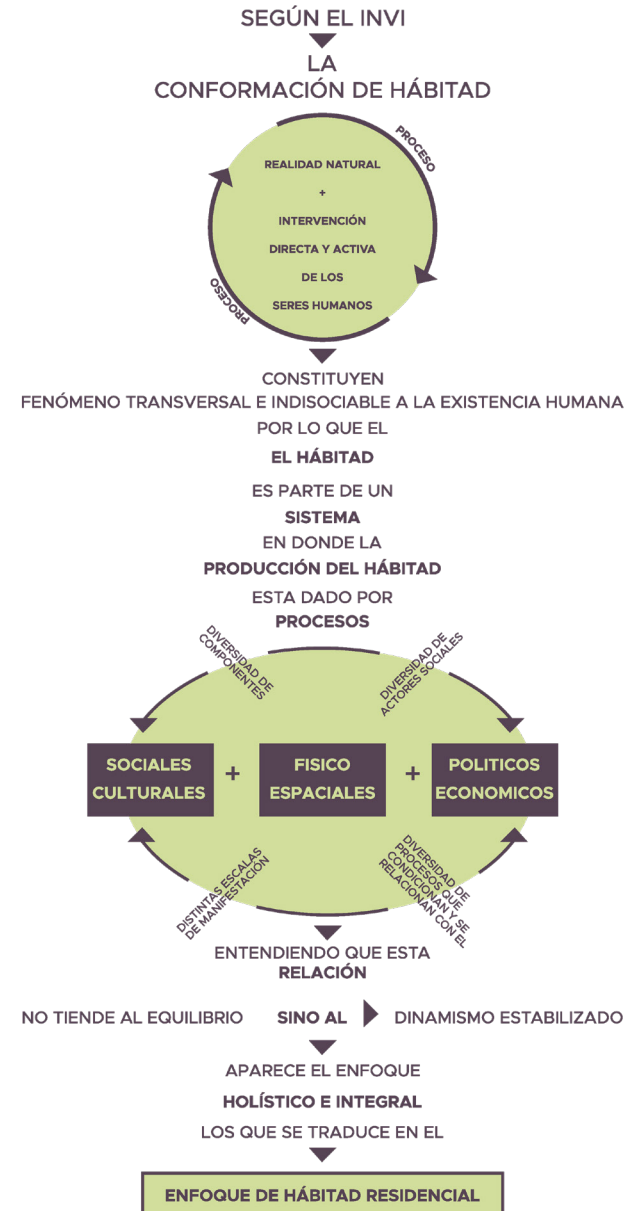 SEGÚN EL INVI
LA
CONFORMACIÓN DE HÁBITAD
PROCESO
REALIDAD NATURAL
+
INTERVENCIÓN
DIRECTA Y ACTIVA
DE LOS
SERES HUMANOS
PROCESO
CONSTITUYEN
FENÓMENO TRANSVERSAL E INDISOCIABLE A LA EXISTENCIA HUMANA
POR LO QUE EL
EL HÁBITAD
ES PARTE DE UN
SISTEMA
EN DONDE LA
PRODUCCIÓN DEL HÁBITAD
ESTA DADO POR
PROCESOS
DIVERSIDAD DE
COMPONENTES
DIVERSIDAD DE
ACTORES SOCIALES
SOCIALES
CULTURALES
+
FISICO
ESPACIALES
+
POLITICOS
ECONOMICOS
DISTINTAS ESCALAS
DE MANIFESTACIÓN
DIVERSIDAD DE
PROCESOS QUE
CONDICIONAN Y SE
RELACIONAN CON EL
ENTENDIENDO QUE ESTA
RELACIÓN
NO TIENDE AL EQUILIBRIO SINO AL DINAMISMO ESTABILIZADO
APARECE EL ENFOQUE
HOLÍSTICO E INTEGRAL
LOS QUE SE TRADUCE EN EL
ENFOQUE DE HÁBITAD RESIDENCIAL